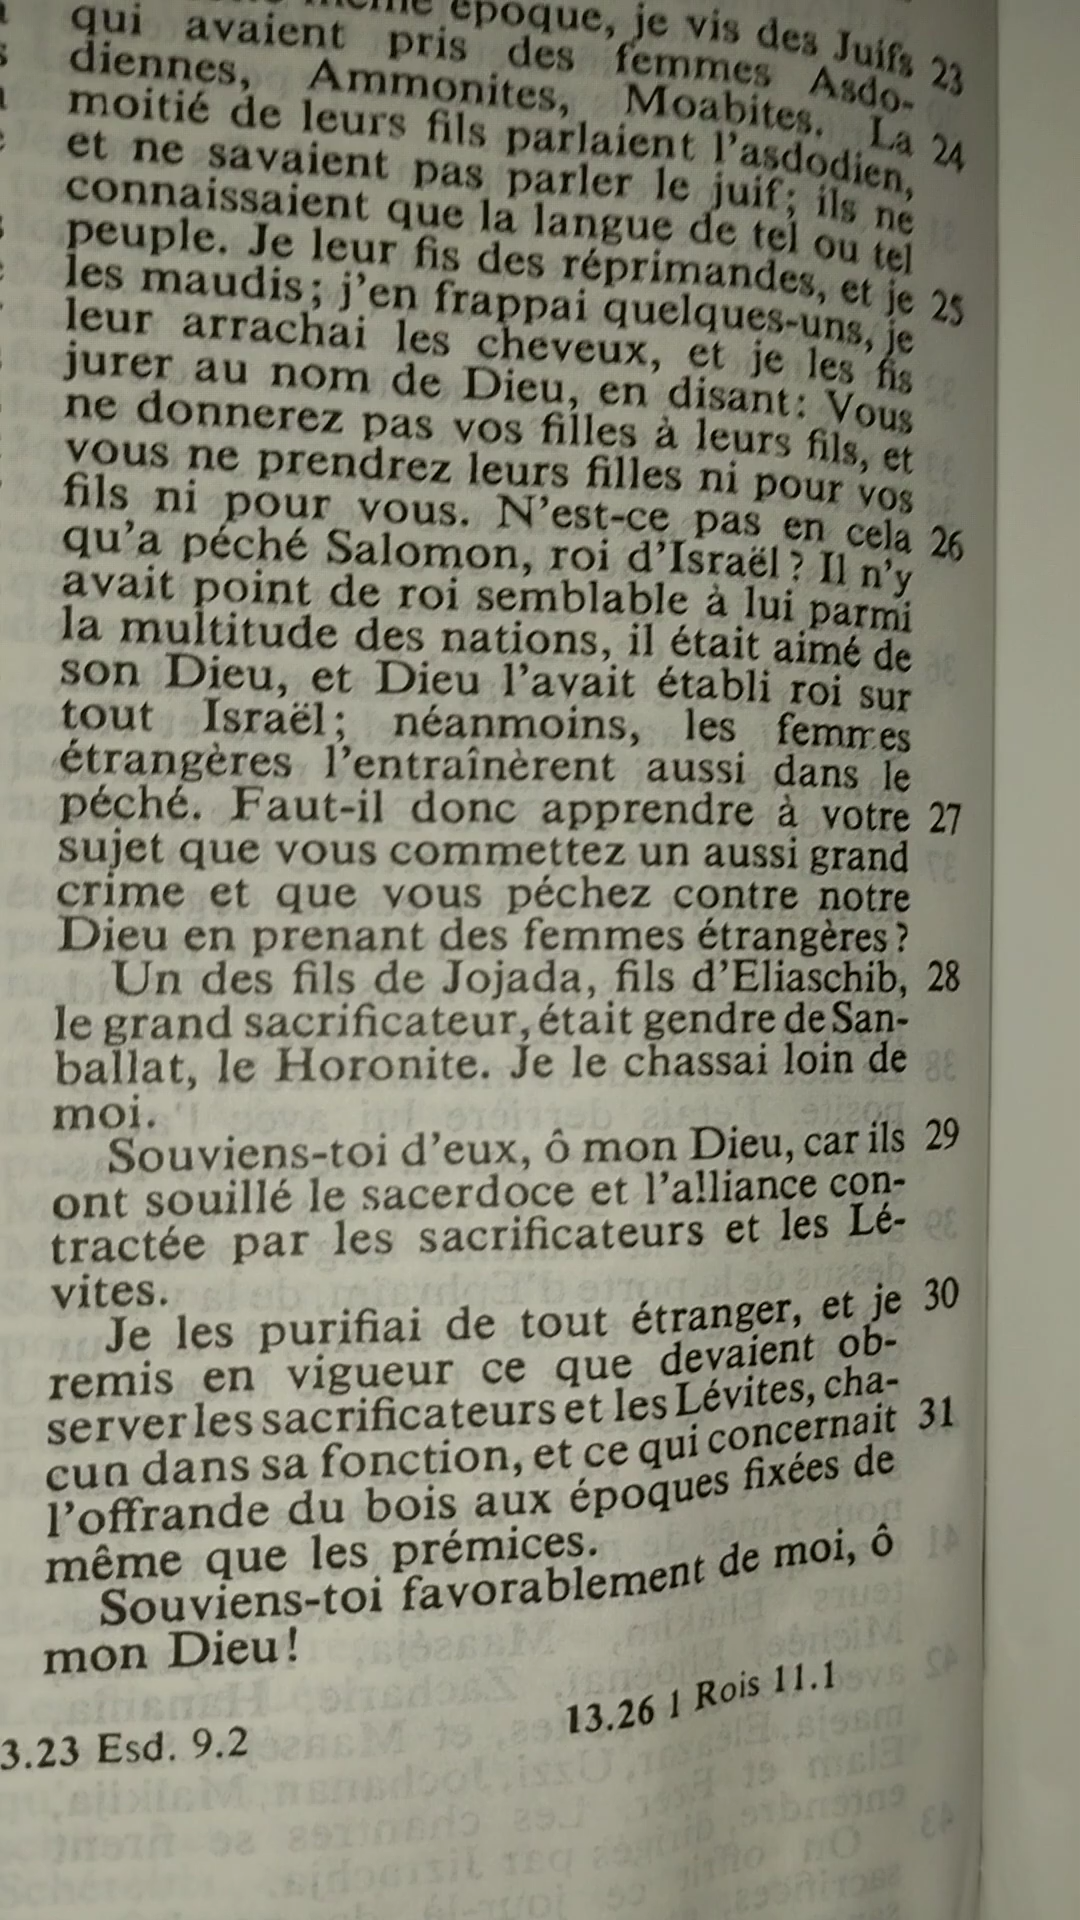 même époque, je vis des Juifs 23
qui avaient pris des femmes Asdo-
diennes, Ammonites, Moabites. La 24
moitié de leurs fils parlaient l'asdodien,
et ne savaient pas parler le juif; ils ne
connaissaient que la langue de tel ou tel
peuple. Je leur fis des réprimandes, et je 25
les maudis; j'en frappai quelques-uns, je
leur arrachai les cheveux, et je les fis
jurer au nom de Dieu, en disant: Vous
ne donnerez pas vos filles à leurs fils, et
vous ne prendrez leurs filles ni pour vos
fils ni pour vous. N'est-ce pas en cela 26
qu'a péché Salomon, roi d'Israël? Il n'y
avait point de roi semblable à lui parmi
la multitude des nations, il était aimé de
son Dieu, et Dieu l'avait établi roi sur
tout Israël; néanmoins, les femmes
étrangères l'entraînèrent aussi dans le
péché. Faut-il donc apprendre à votre 27
sujet que vous commettez un aussi grand
crime et que vous péchez contre notre
Dieu en prenant des femmes étrangères?
Un des fils de Jojada, fils d'Eliaschib, 28
le grand sacrificateur, était gendre de San-
ballat, le Horonite. Je le chassai loin de
moi.
Souviens-toi d'eux, ô mon Dieu, car ils 29
ont souillé le sacerdoce et l'alliance con-
tractée par les sacrificateurs et les Lé-
vites.
Je les purifiai de tout étranger, et je 30
remis en vigueur ce que devaient ob-
server les sacrificateurs et les Lévites, cha-
cun dans sa fonction, et ce qui concernait 31
l'offrande du bois aux époques fixées de
même que les prémices.
Souviens-toi favorablement de moi, ô
mon Dieu!
3.23 Esd. 9.2
13.26 1 Rois 11.1